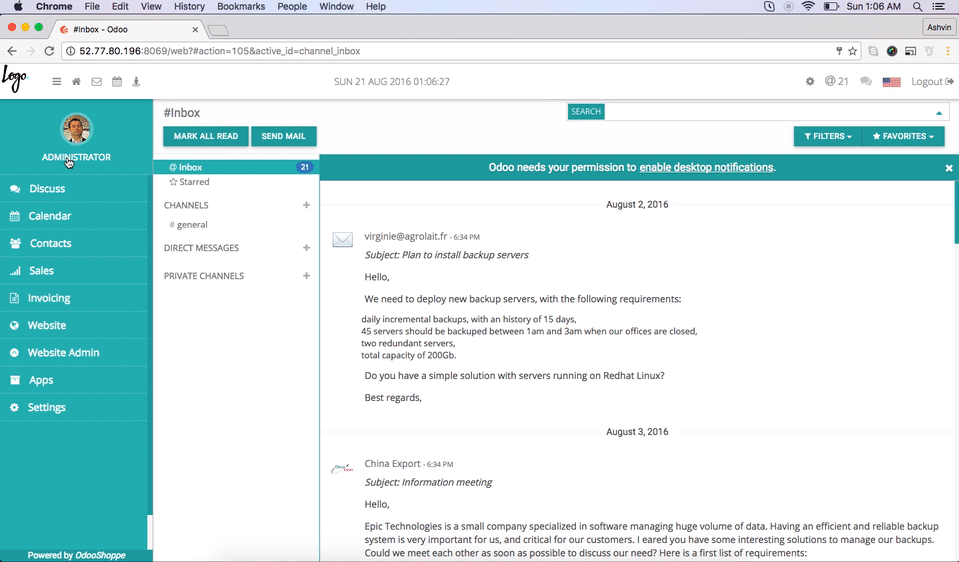 Chrome File Edit View History Bookmarks People Window Help Sun 1:06 AM
#Inbox - Odoo Ashvin
52.77.80.196:8069/web?#action=105&active_id=channel_inbox
Logo SUN 21 AUG 2016 01:06:27 @ 21 Logout
ADMINISTRATOR
Discuss
Calendar
Contacts
Sales
Invoicing
Website
Website Admin
Apps
Settings
Powered by OdooShoppe
#Inbox
SEARCH
MARK ALL READ SEND MAIL
FILTERS FAVORITES
@ Inbox 21
Starred
CHANNELS +
# general
DIRECT MESSAGES +
PRIVATE CHANNELS +
Odoo needs your permission to enable desktop notifications. ×
August 2, 2016
virginie@agrolait.fr - 6:34 PM
Subject: Plan to install backup servers
Hello,
We need to deploy new backup servers, with the following requirements:
daily incremental backups, with an history of 15 days,
45 servers should be backuped between 1am and 3am when our offices are closed,
two redundant servers,
total capacity of 200Gb.
Do you have a simple solution with servers running on Redhat Linux?
Best regards,
August 3, 2016
China Export - 6:34 PM
Subject: Information meeting
Hello,
Epic Technologies is a small company specialized in software managing huge volume of data. Having an efficient and reliable backup
system is very important for us, and critical for our customers. I eared you have some interesting solutions to manage our backups.
Could we meet each other as soon as possible to discuss our need? Here is a first list of requirements: